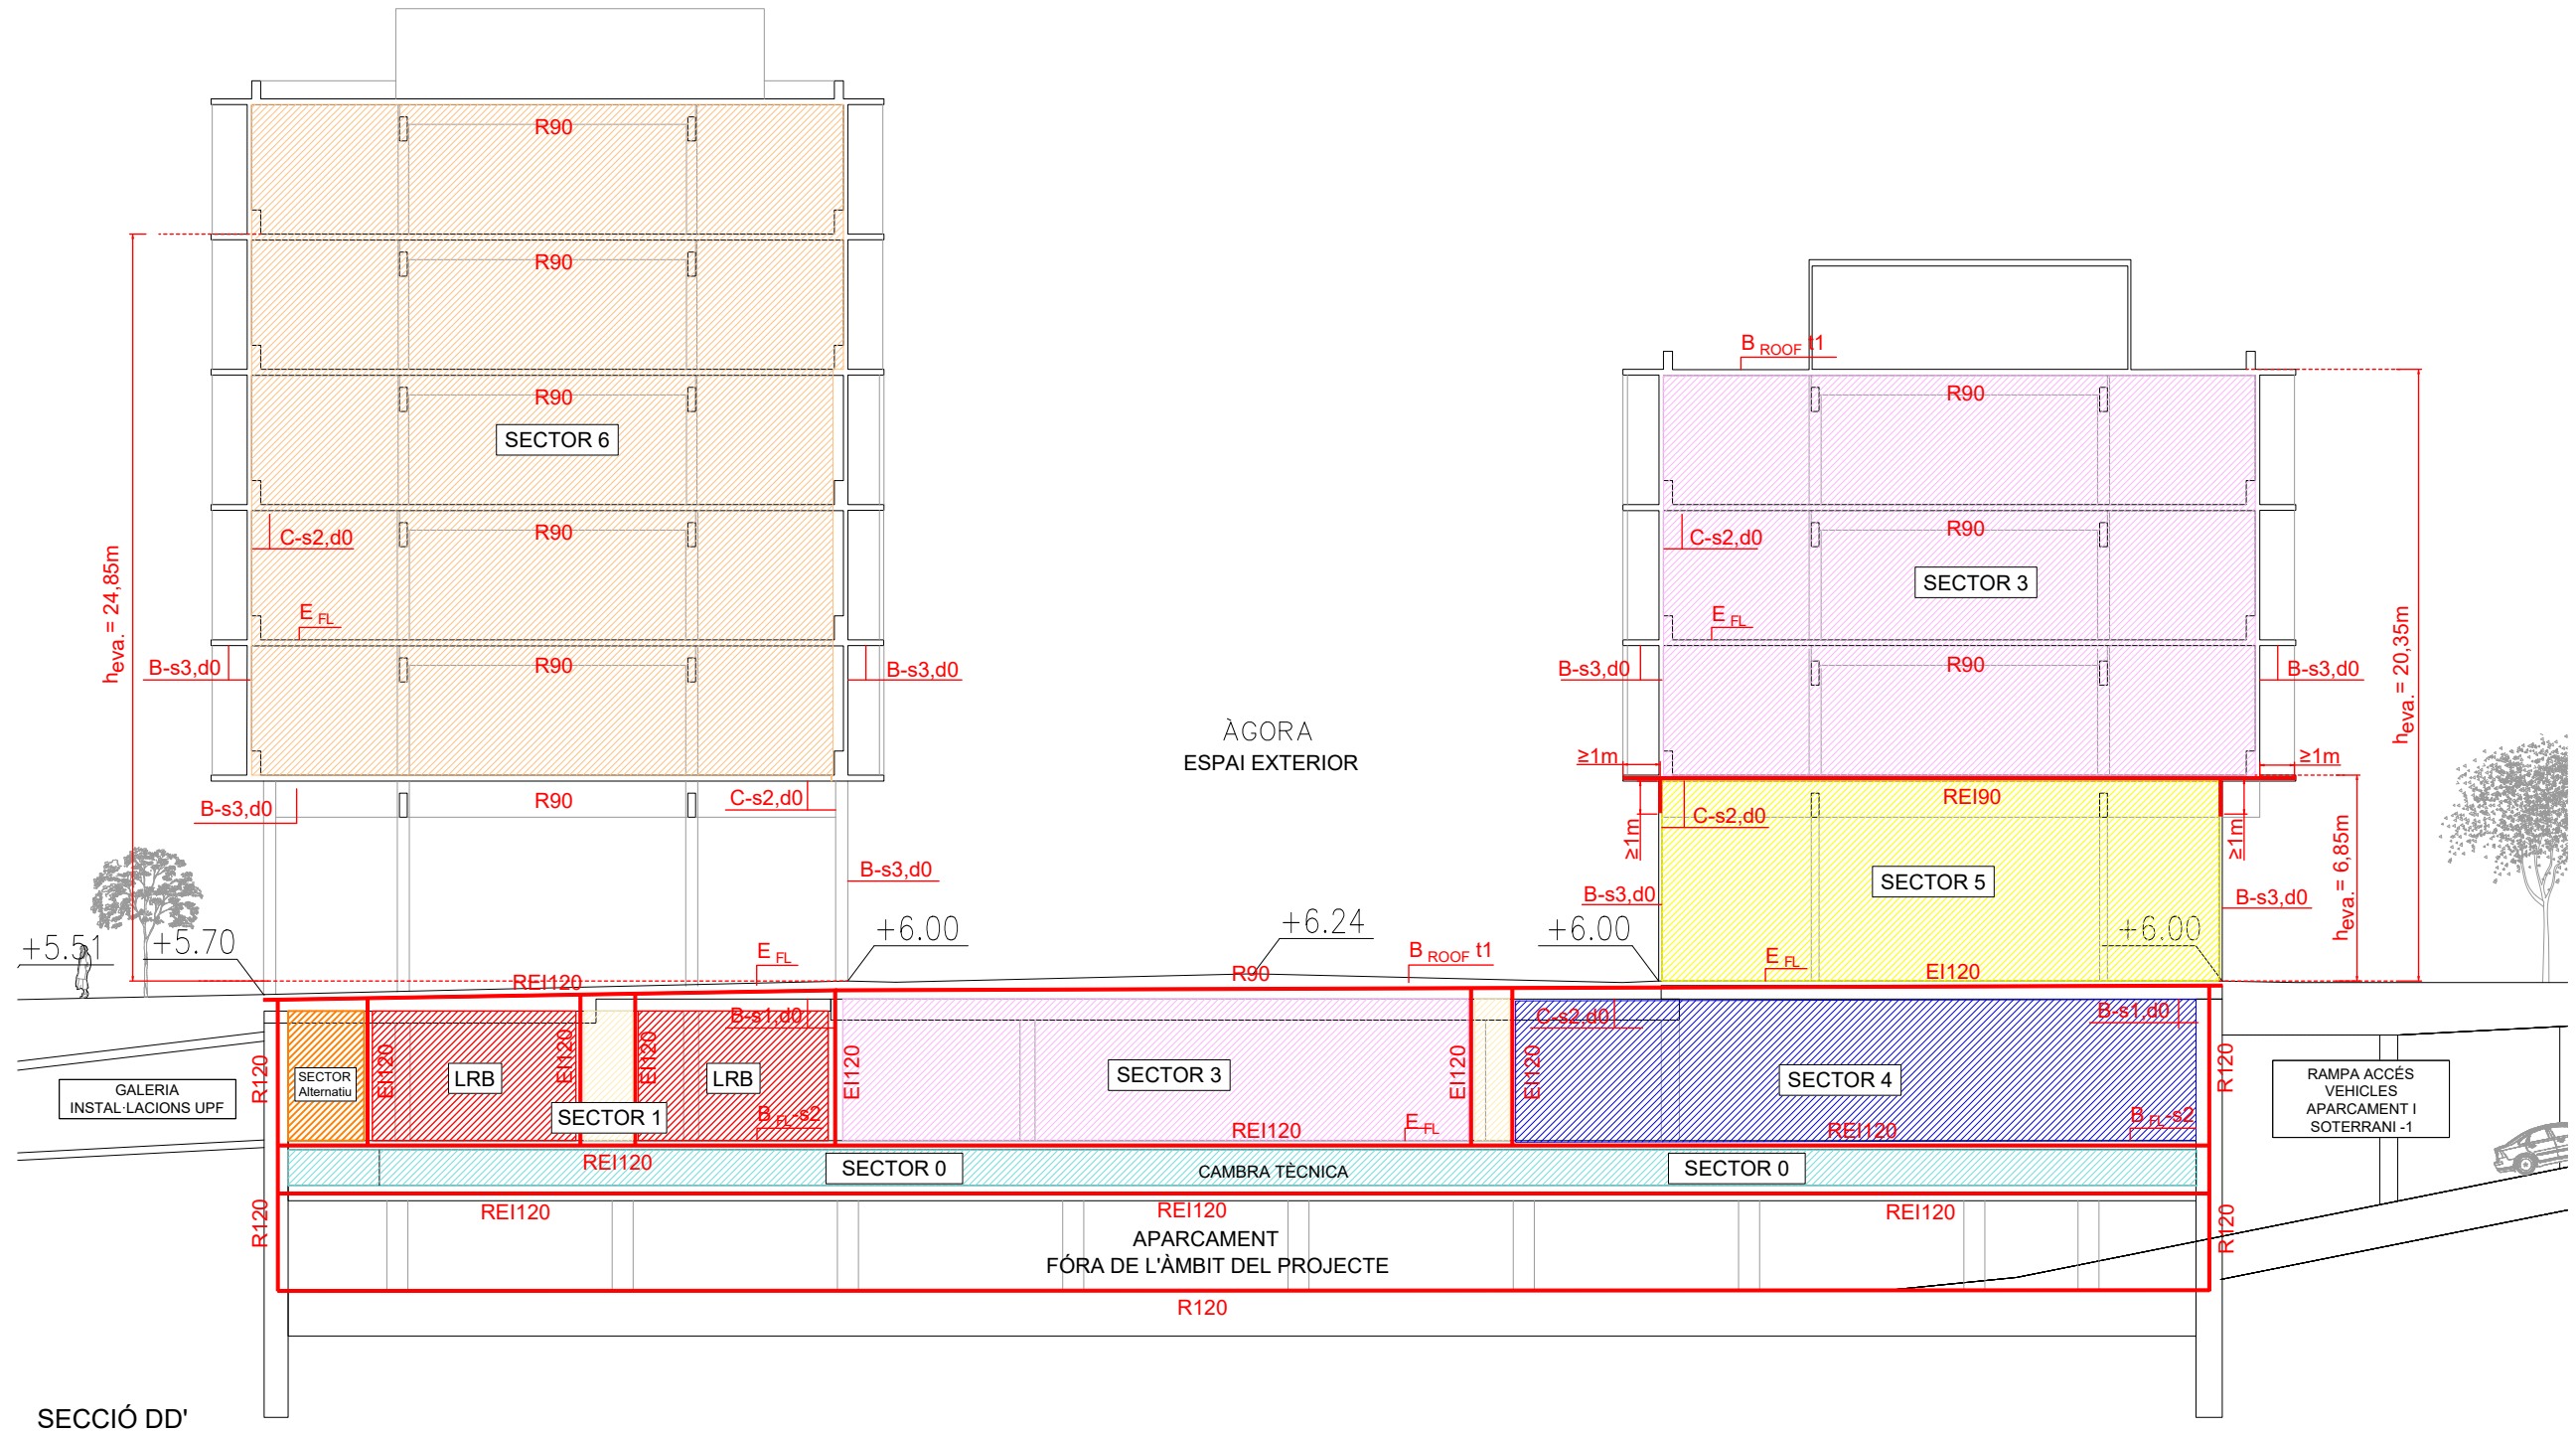 R90
R90
B ROOF t1
R90
R90
SECTOR 6
R90
C-s2,d0
R90
C-s2,d0
SECTOR 3
heva. = 24,85m
E FL
E FL
heva. = 20,35m
B-s3,d0
R90
B-s3,d0
B-s3,d0
R90
B-s3,d0
ÀGORA
ESPAI EXTERIOR
≥1m
≥1m
B-s3,d0
R90
C-s2,d0
REI90
C-s2,d0
≥1m
≥1m
heva. = 6,85m
B-s3,d0
SECTOR 5
B-s3,d0
B-s3,d0
+5.51
+5.70
+6.00
+6.24
+6.00
+6.00
E FL
B ROOF t1
E FL
REI120
R90
EI120
B-s1,d0
C-s2,d0
B-s1,d0
R120
EI120
EI120
EI120
EI120
EI120
EI120
R120
GALERIA
INSTAL·LACIONS UPF
SECTOR
Alternatiu
LRB
LRB
SECTOR 3
SECTOR 4
RAMPA ACCÉS
VEHICLES
APARCAMENT I
SOTERRANI -1
SECTOR 1
B FL-s2
E FL
B FL-s2
REI120
REI120
REI120
SECTOR 0
CAMBRA TÈCNICA
SECTOR 0
R120
REI120
REI120
REI120
R120
APARCAMENT
FÓRA DE L'ÀMBIT DEL PROJECTE
R120
SECCIÓ DD'